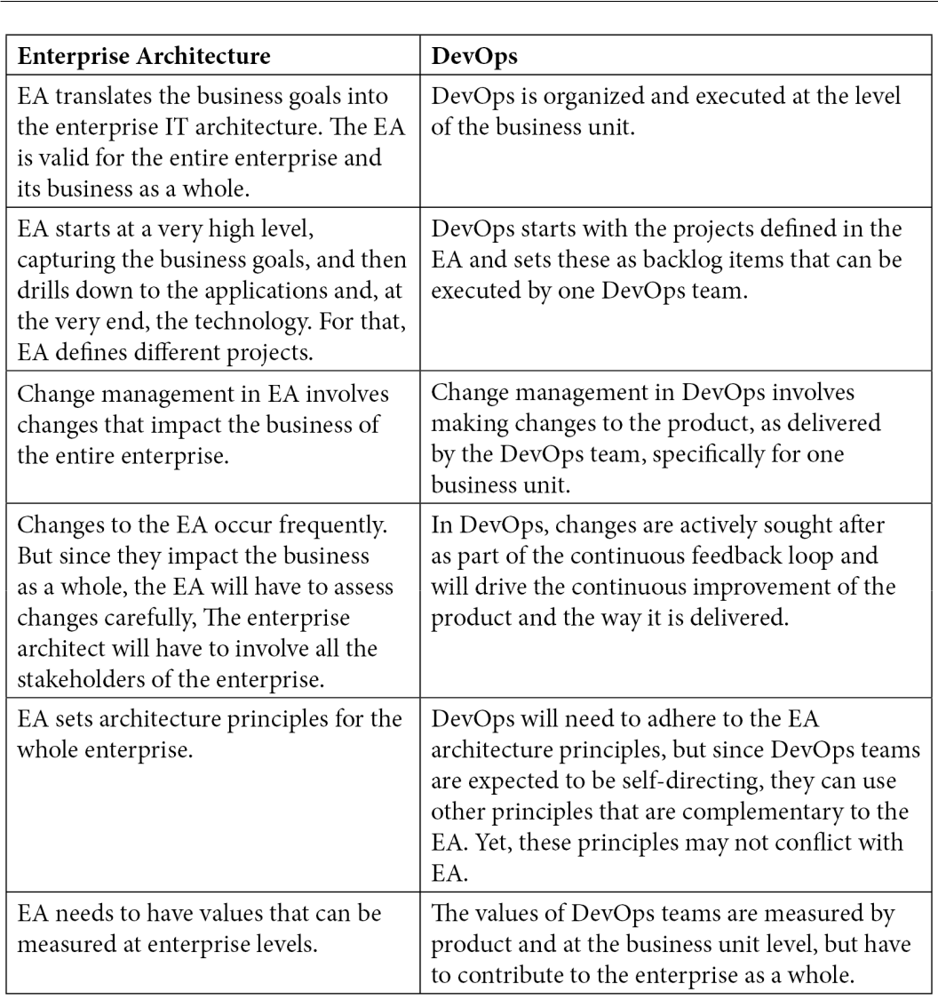 Enterprise Architecture
DevOps
EA translates the business goals into
the enterprise IT architecture. The EA
is valid for the entire enterprise and
its business as a whole.
DevOps is organized and executed at the level
of the business unit.
EA starts at a very high level,
capturing the business goals, and then
drills down to the applications and, at
the very end, the technology. For that,
EA defines different projects.
DevOps starts with the projects defined in the
EA and sets these as backlog items that can be
executed by one DevOps team.
Change management in EA involves
changes that impact the business of
the entire enterprise.
Change management in DevOps involves
making changes to the product, as delivered
by the DevOps team, specifically for one
business unit.
Changes to the EA occur frequently.
But since they impact the business
as a whole, the EA will have to assess
changes carefully, The enterprise
architect will have to involve all the
stakeholders of the enterprise.
In DevOps, changes are actively sought after
as part of the continuous feedback loop and
will drive the continuous improvement of the
product and the way it is delivered.
EA sets architecture principles for the
whole enterprise.
DevOps will need to adhere to the EA
architecture principles, but since DevOps teams
are expected to be self-directing, they can use
other principles that are complementary to the
EA. Yet, these principles may not conflict with
EA.
EA needs to have values that can be
measured at enterprise levels.
The values of DevOps teams are measured by
product and at the business unit level, but have
to contribute to the enterprise as a whole.